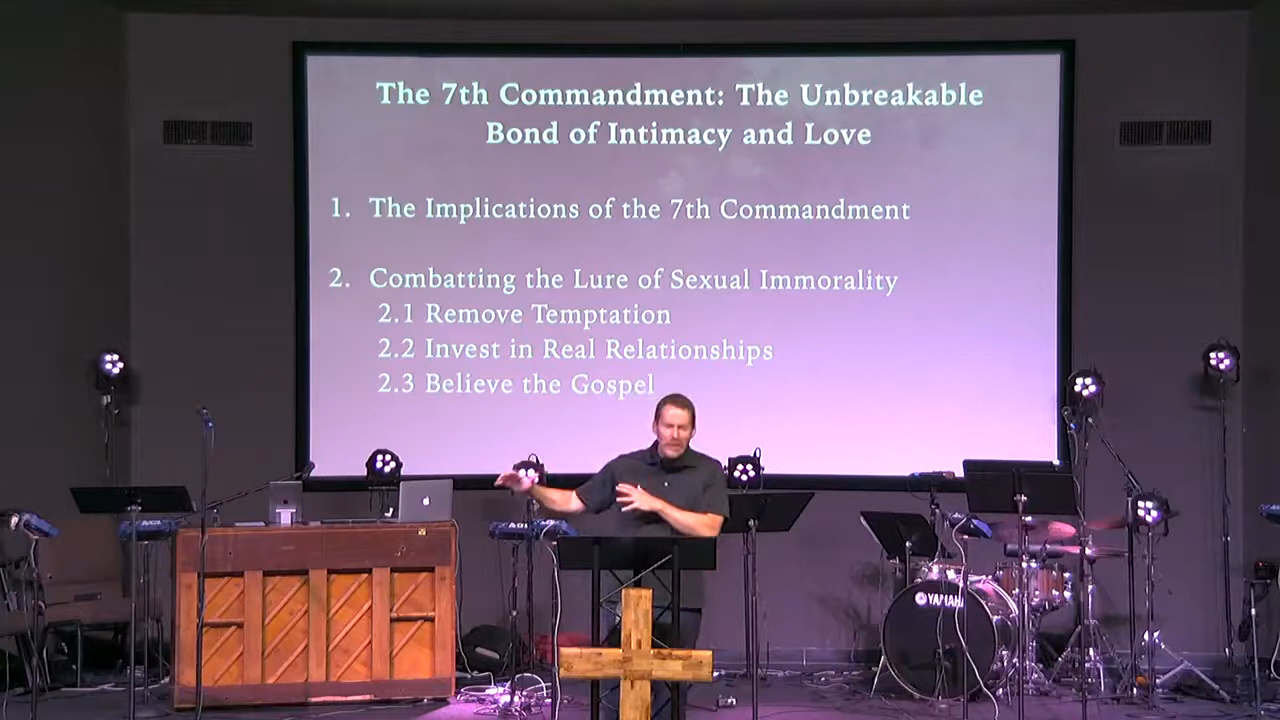 The 7th Commandment: The Unbreakable
Bond of Intimacy and Love
1. The Implications of the 7th Commandment
2. Combatting the Lure of Sexual Immorality
2.1 Remove Temptation
2.2 Invest in Real Relationships
2.3 Believe the Gospel
YAMAHA